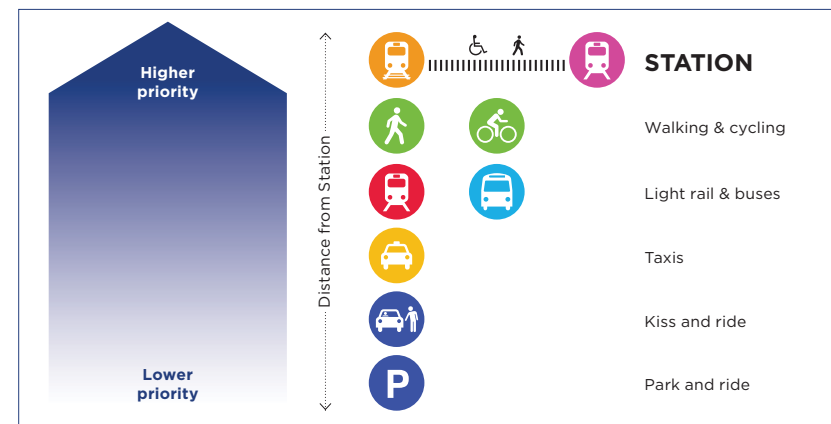 Higher
priority
Distance from Station
STATION
Walking & cycling
Light rail & buses
Taxis
Kiss and ride
P
Park and ride
Lower
priority